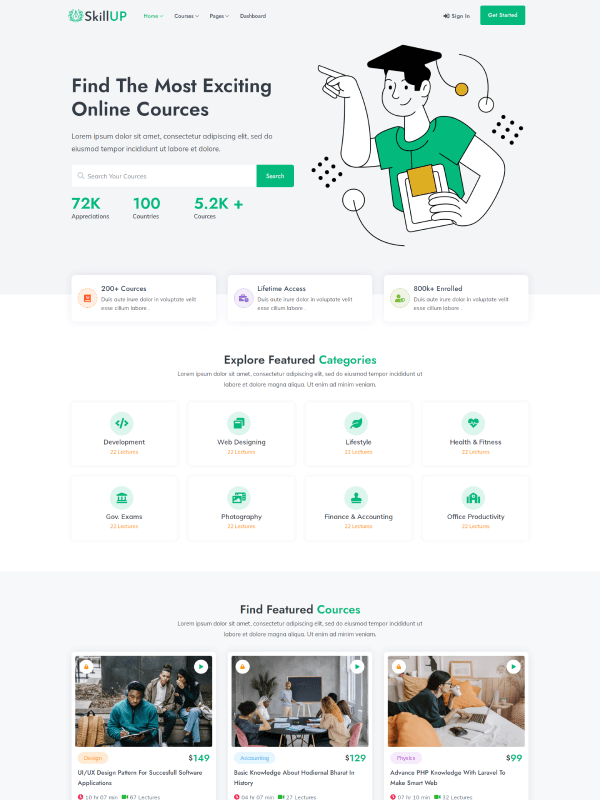 SkillUP
Home Courses Pages Dashboard
Sign In
Get Started
Find The Most Exciting
Online Cources
Lorem ipsum dolor sit amet, consectetur adipiscing elit, sed do
eiusmod tempor incididunt ut labore et dolore.
Search Your Cources
Search
72K 100 5.2K +
Appreciations Countries Cources
200+ Cources
Duis aute irure dolor in voluptate velit
esse cillum labore .
Lifetime Access
Duis aute irure dolor in voluptate velit
esse cillum labore .
800k+ Enrolled
Duis aute irure dolor in voluptate velit
esse cillum labore .
Explore Featured Categories
Lorem ipsum dolor sit amet, consectetur adipiscing elit, sed do eiusmod tempor incididunt ut
labore et dolore magna aliqua. Ut enim ad minim veniam.
Development
22 Lectures
Web Designing
22 Lectures
Lifestyle
22 Lectures
Health & Fitness
22 Lectures
Gov. Exams
22 Lectures
Photography
22 Lectures
Finance & Accounting
22 Lectures
Office Productivity
22 Lectures
Find Featured Cources
Lorem ipsum dolor sit amet, consectetur adipiscing elit, sed do eiusmod tempor incididunt ut
labore et dolore magna aliqua. Ut enim ad minim veniam.
Design $149
UI/UX Design Pattern For Succesfull Software
Applications
10 hr 07 min 67 Lectures
Accounting $129
Basic Knowledge About Hodiernal Bharat In
History
04 hr 07 min 27 Lectures
Physics $99
Advance PHP Knowledge With Laravel To
Make Smart Web
07 hr 10 min 32 Lectures